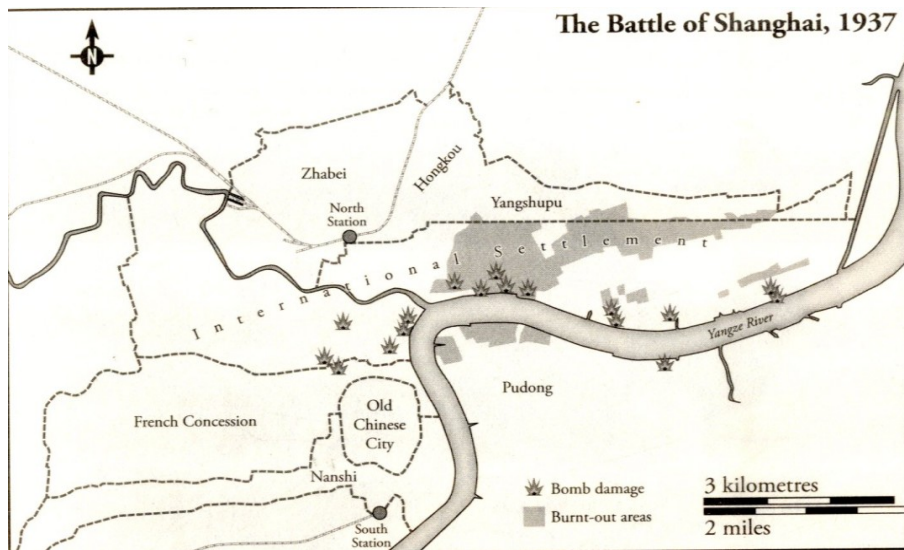 The Battle of Shanghai, 1937
N
Zhabei
Hongkou
North
Station
Yangshupu
International Settlement
Yangze River
Pudong
French Concession
Old
Chinese
City
Nanshi
South
Station
Bomb damage
Burnt-out areas
3 kilometres
2 miles